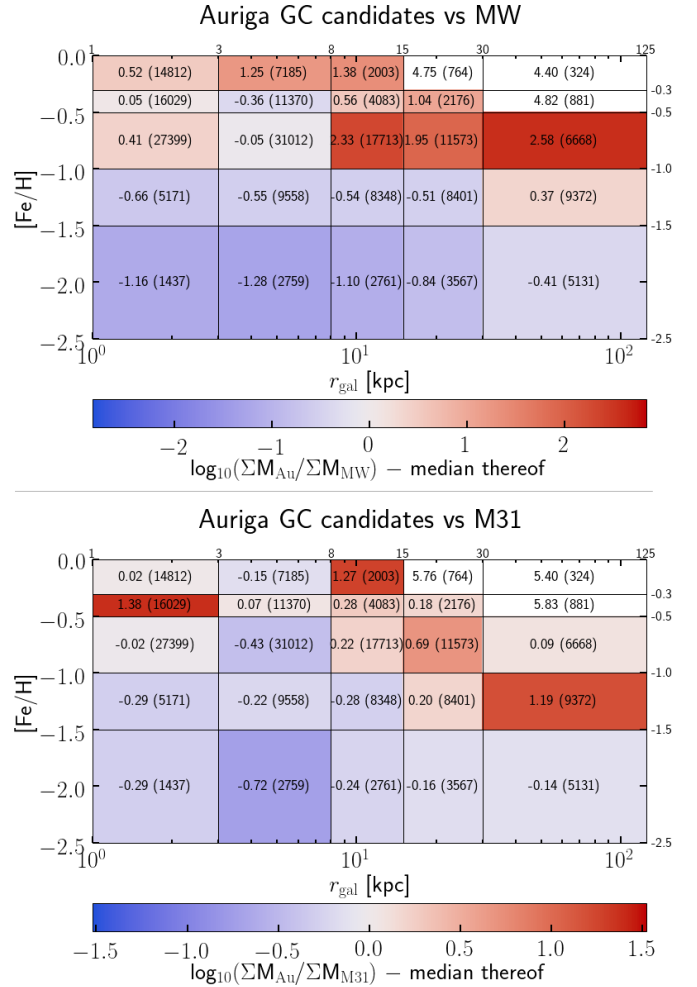 Auriga GC candidates vs MW
1 3 8 15 30 125
0.0 0.52 (14812) 1.25 (7185) 1.38 (2003) 4.75 (764) 4.40 (324)
-0.3
0.05 (16029) -0.36 (11370) 0.56 (4083) 1.04 (2176) 4.82 (881)
−0.5 -0.5
0.41 (27399) -0.05 (31012) 2.33 (17713) 1.95 (11573) 2.58 (6668)
−1.0 -1.0
[Fe/H]
-0.66 (5171) -0.55 (9558) -0.54 (8348) -0.51 (8401) 0.37 (9372)
−1.5 -1.5
-1.16 (1437) -1.28 (2759) -1.10 (2761) -0.84 (3567) -0.41 (5131)
−2.0
−2.5 -2.5
10⁰ 10¹ 10²
r_gal [kpc]
−2 −1 0 1 2
log₁₀(ΣM_Au/ΣM_MW) − median thereof
Auriga GC candidates vs M31
1 3 8 15 30 125
0.0 0.02 (14812) -0.15 (7185) 1.27 (2003) 5.76 (764) 5.40 (324)
-0.3
1.38 (16029) 0.07 (11370) 0.28 (4083) 0.18 (2176) 5.83 (881)
−0.5 -0.5
-0.02 (27399) -0.43 (31012) 0.22 (17713) 0.69 (11573) 0.09 (6668)
−1.0 -1.0
[Fe/H]
-0.29 (5171) -0.22 (9558) -0.28 (8348) 0.20 (8401) 1.19 (9372)
−1.5 -1.5
-0.29 (1437) -0.72 (2759) -0.24 (2761) -0.16 (3567) -0.14 (5131)
−2.0
−2.5 -2.5
10⁰ 10¹ 10²
r_gal [kpc]
−1.5 −1.0 −0.5 0.0 0.5 1.0 1.5
log₁₀(ΣM_Au/ΣM_M31) − median thereof